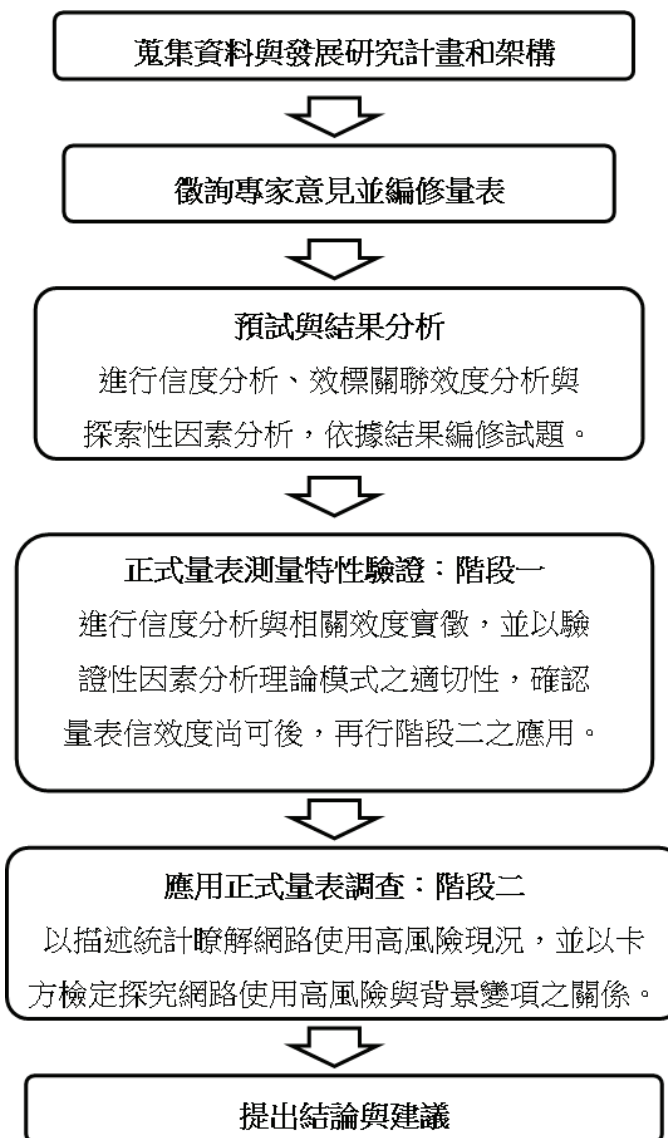 蒐集資料與發展研究計畫和架構
徵詢專家意見並編修量表
預試與結果分析
進行信度分析、效標關聯效度分析與
探索性因素分析，依據結果編修試題。
正式量表測量特性驗證：階段一
進行信度分析與相關效度實徵，並以驗
證性因素分析理論模式之適切性，確認
量表信效度尚可後，再行階段二之應用。
應用正式量表調查：階段二
以描述統計瞭解網路使用高風險現況，並以卡
方檢定探究網路使用高風險與背景變項之關係。
提出結論與建議